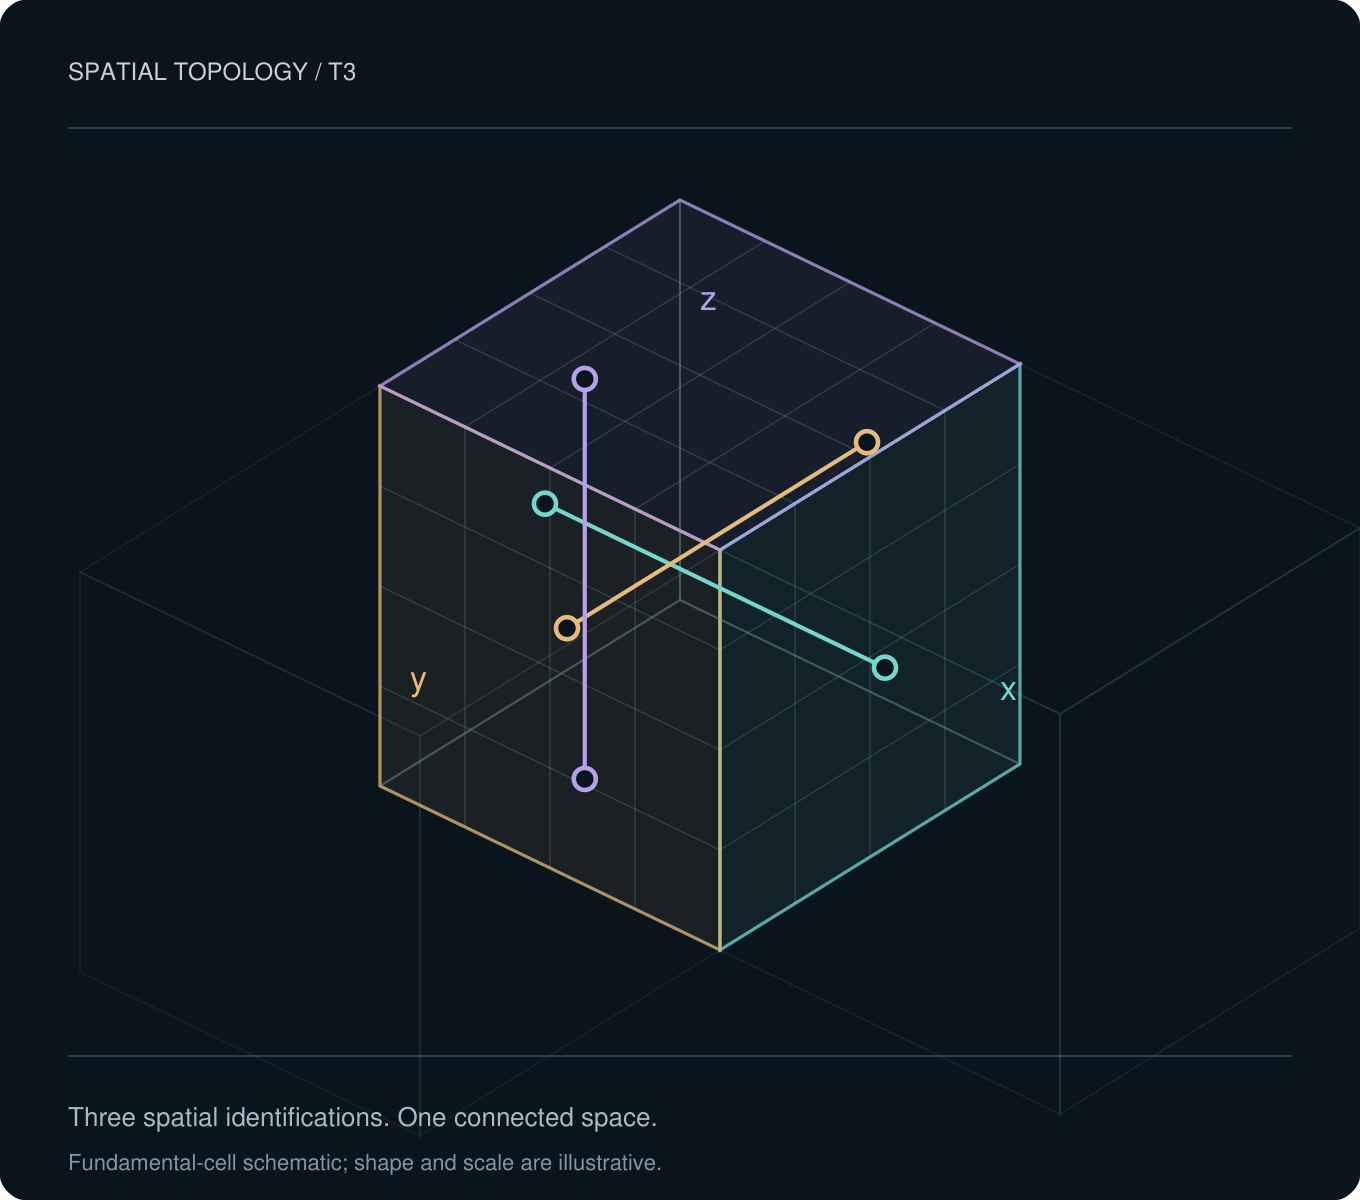 SPATIAL TOPOLOGY / T3
z
y
x
Three spatial identifications. One connected space.
Fundamental-cell schematic; shape and scale are illustrative.